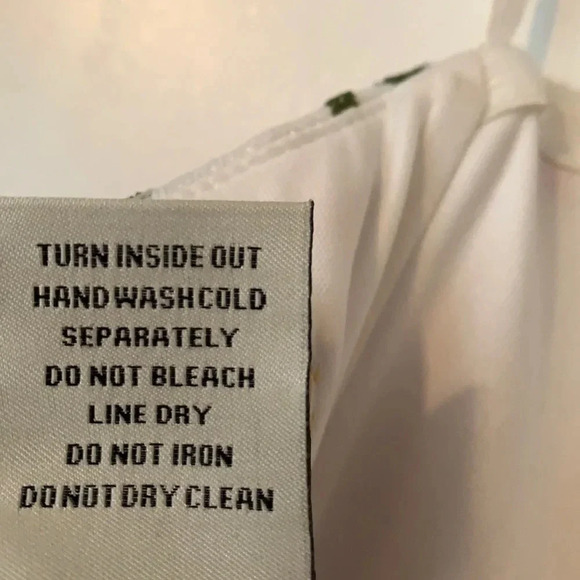 TURN INSIDE OUT
HAND WASH COLD
SEPARATELY
DO NOT BLEACH
LINE DRY
DO NOT IRON
DO NOT DRY CLEAN